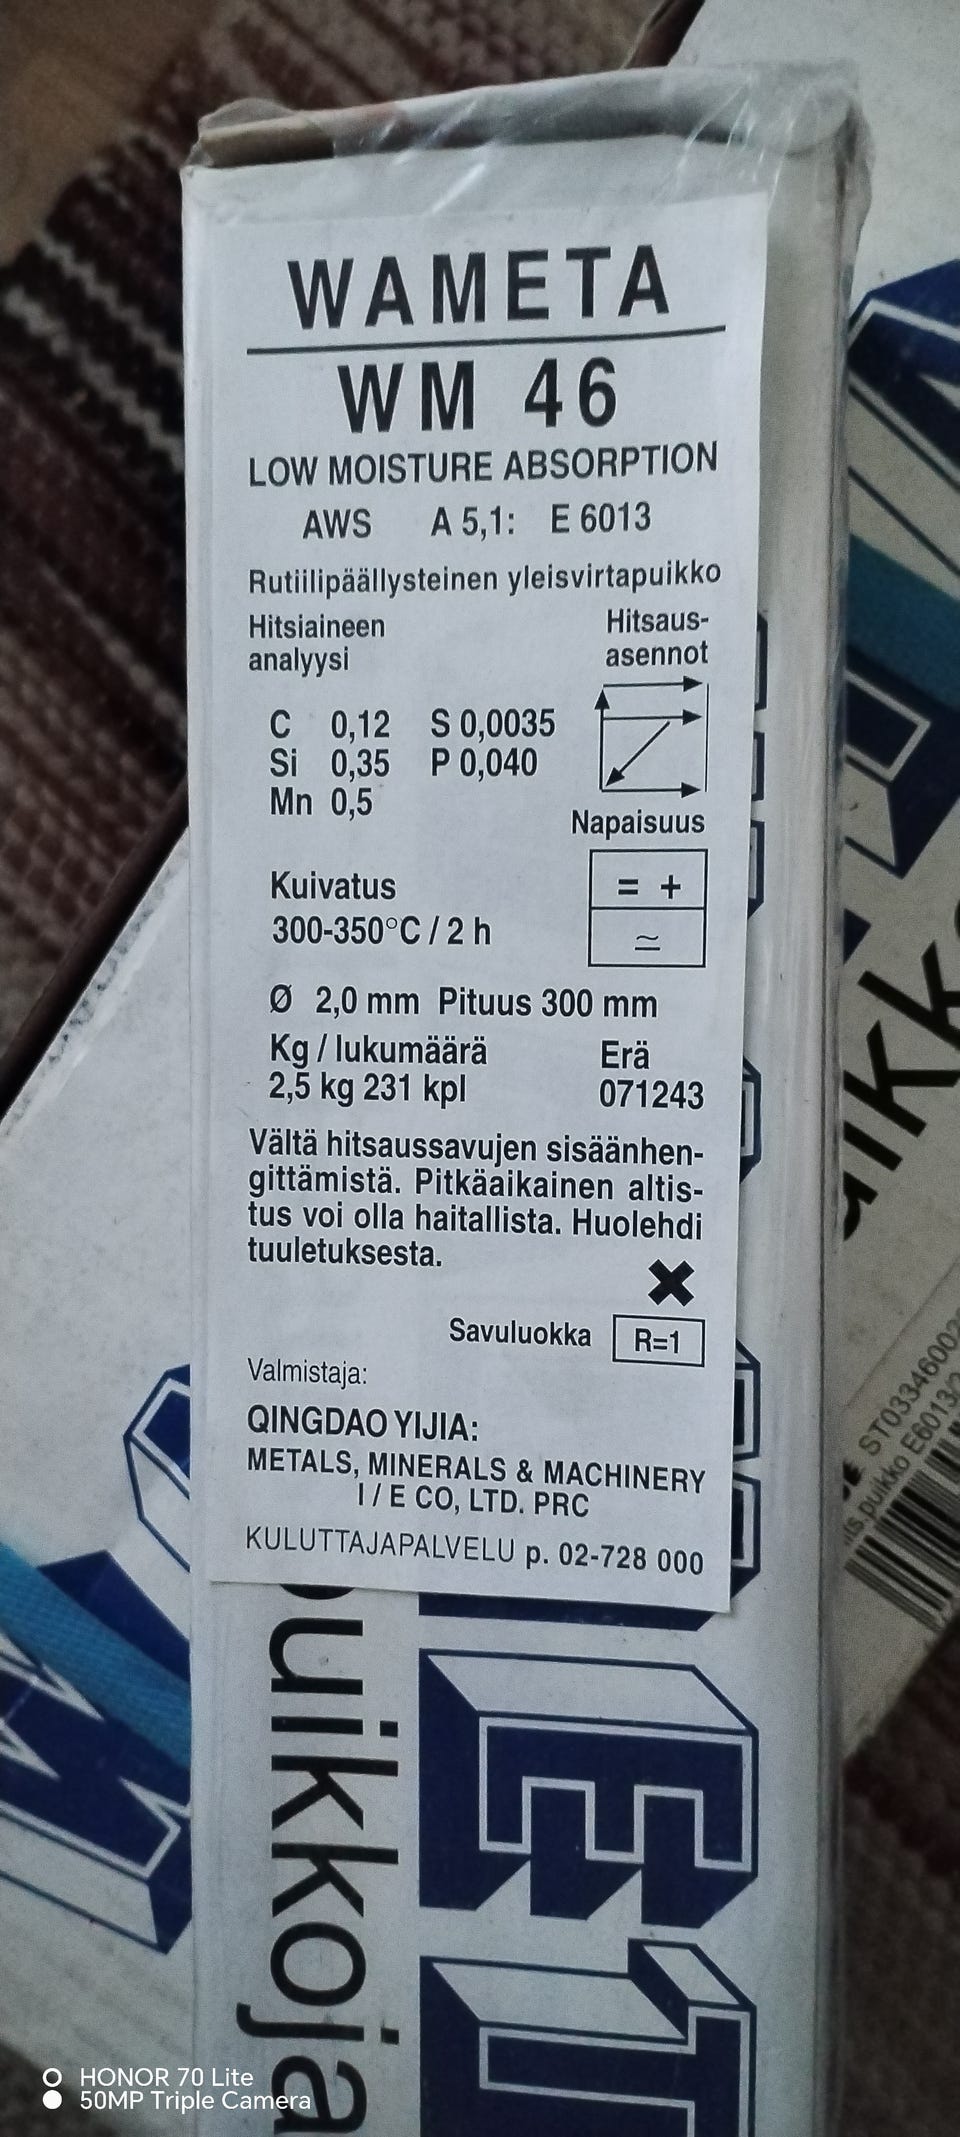 WAMETA
WM 46
LOW MOISTURE ABSORPTION
AWS A 5,1: E 6013
Rutiilipäällysteinen yleisvirtapuikko
Hitsiaineen
analyysi
Hitsaus-
asennot
C 0,12 S 0,0035
Si 0,35 P 0,040
Mn 0,5
Napaisuus
= +
≃
Kuivatus
300-350°C / 2 h
Ø 2,0 mm Pituus 300 mm
Kg / lukumäärä Erä
2,5 kg 231 kpl 071243
Vältä hitsaussavujen sisäänhen-
gittämistä. Pitkäaikainen altis-
tus voi olla haitallista. Huolehdi
tuuletuksesta.
Savuluokka R=1
Valmistaja:
QINGDAO YIJIA:
METALS, MINERALS & MACHINERY
I / E CO, LTD. PRC
KULUTTAJAPALVELU p. 02-728 000
puikkoja
ET
puikko E6013/
HONOR 70 Lite
50MP Triple Camera